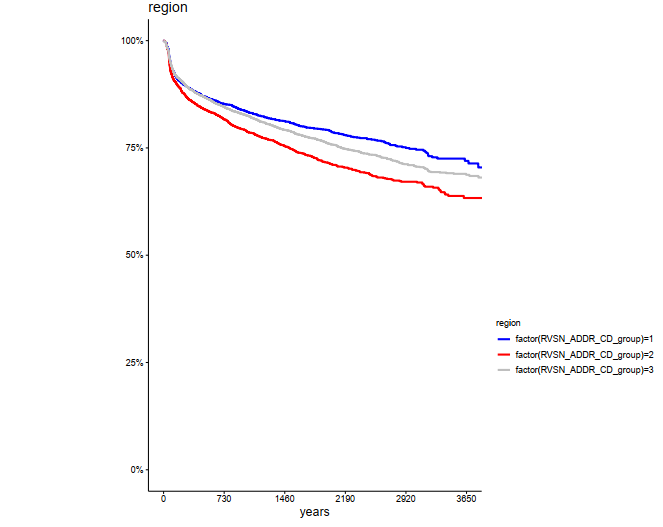 region
100%
75%
50%
25%
0%
0 730 1460 2190 2920 3650
years
region
factor(RVSN_ADDR_CD_group)=1
factor(RVSN_ADDR_CD_group)=2
factor(RVSN_ADDR_CD_group)=3